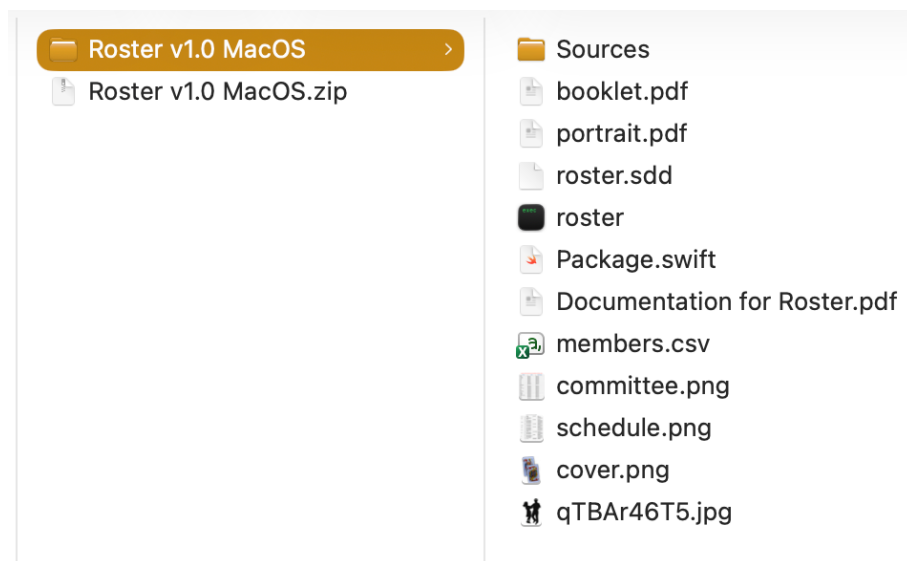 Roster v1.0 MacOS
Roster v1.0 MacOS.zip
Sources
booklet.pdf
portrait.pdf
roster.sdd
roster
Package.swift
Documentation for Roster.pdf
members.csv
committee.png
schedule.png
cover.png
qTBAr46T5.jpg